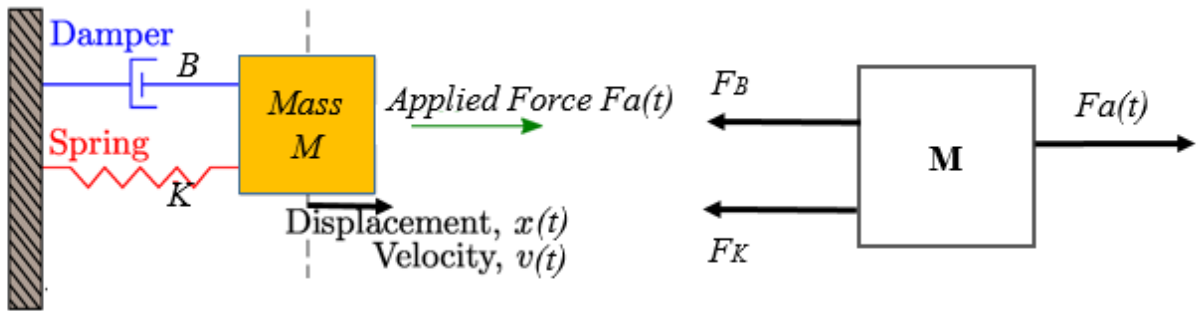 Damper
B
Mass
M
Applied Force Fa(t)
Spring
K
Displacement, x(t)
Velocity, v(t)
FB
Fa(t)
M
FK